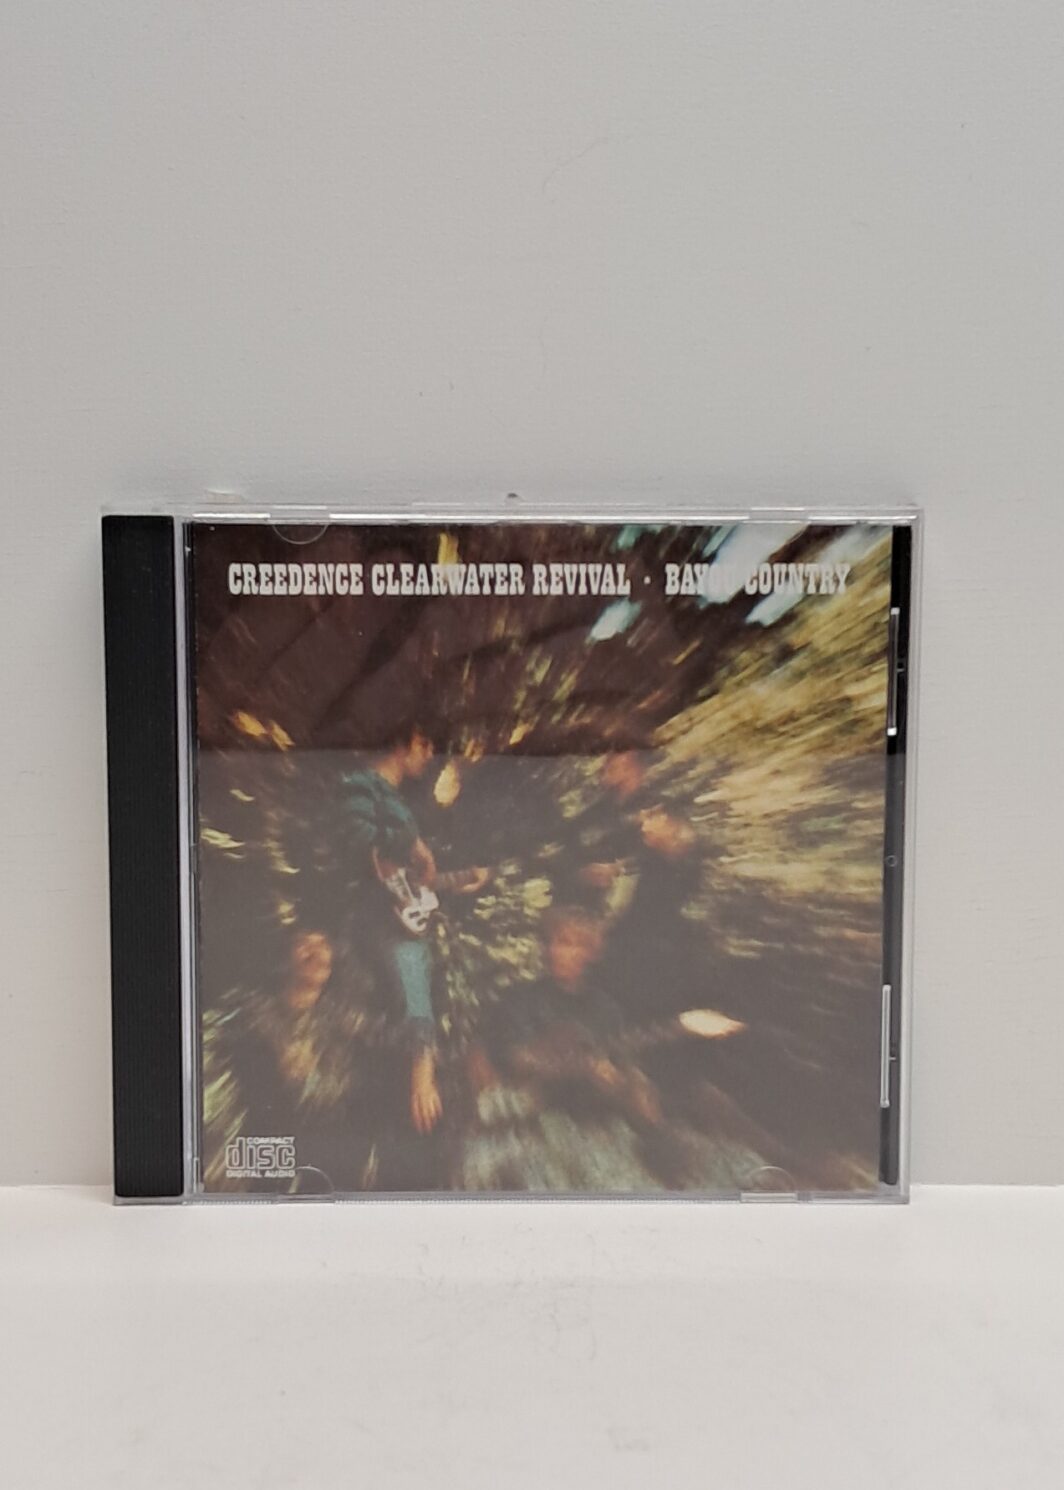 CREEDENCE CLEARWATER REVIVAL · BAYOU COUNTRY
COMPACT
disc
DIGITAL AUDIO